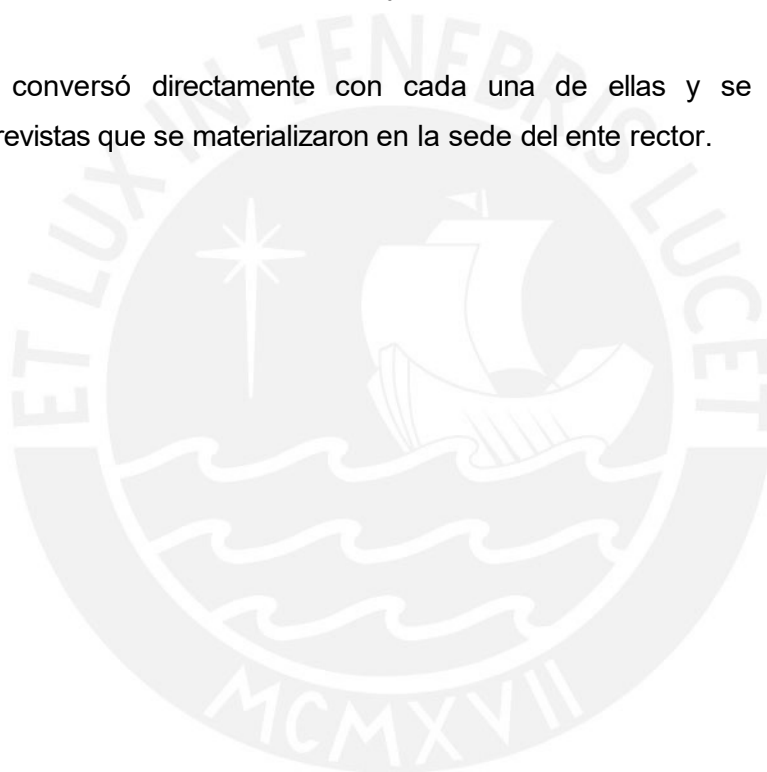 conversó directamente con cada una de ellas y se
revistas que se materializaron en la sede del ente rector.
ET LUX IN TENEBRIS LUCET
MCMXVII